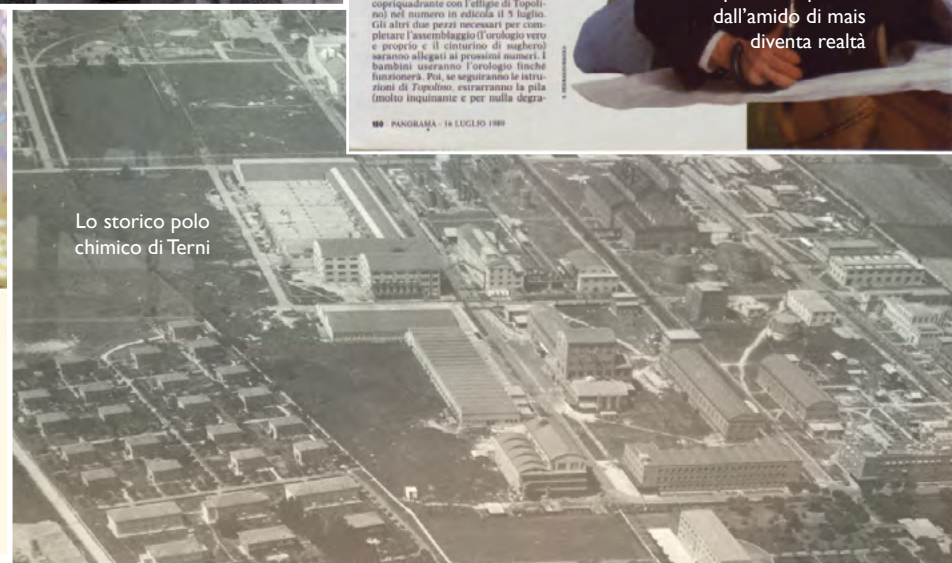 copriquadrante con l'effigie di Topoli-
no) nel numero in edicola il 5 luglio.
Gli altri due pezzi necessari per com-
pletare l'assemblaggio (l'orologio vero
e proprio e il cinturino di sughero)
saranno allegati ai prossimi numeri. I
bambini useranno l'orologio finché
funzionerà. Poi, se seguiranno le istru-
zioni di Topolino, estrarranno la pila
(molto inquinante e per nulla degra-
180 - PANORAMA - 16 LUGLIO 1989
dall'amido di mais
diventa realtà
Lo storico polo
chimico di Terni